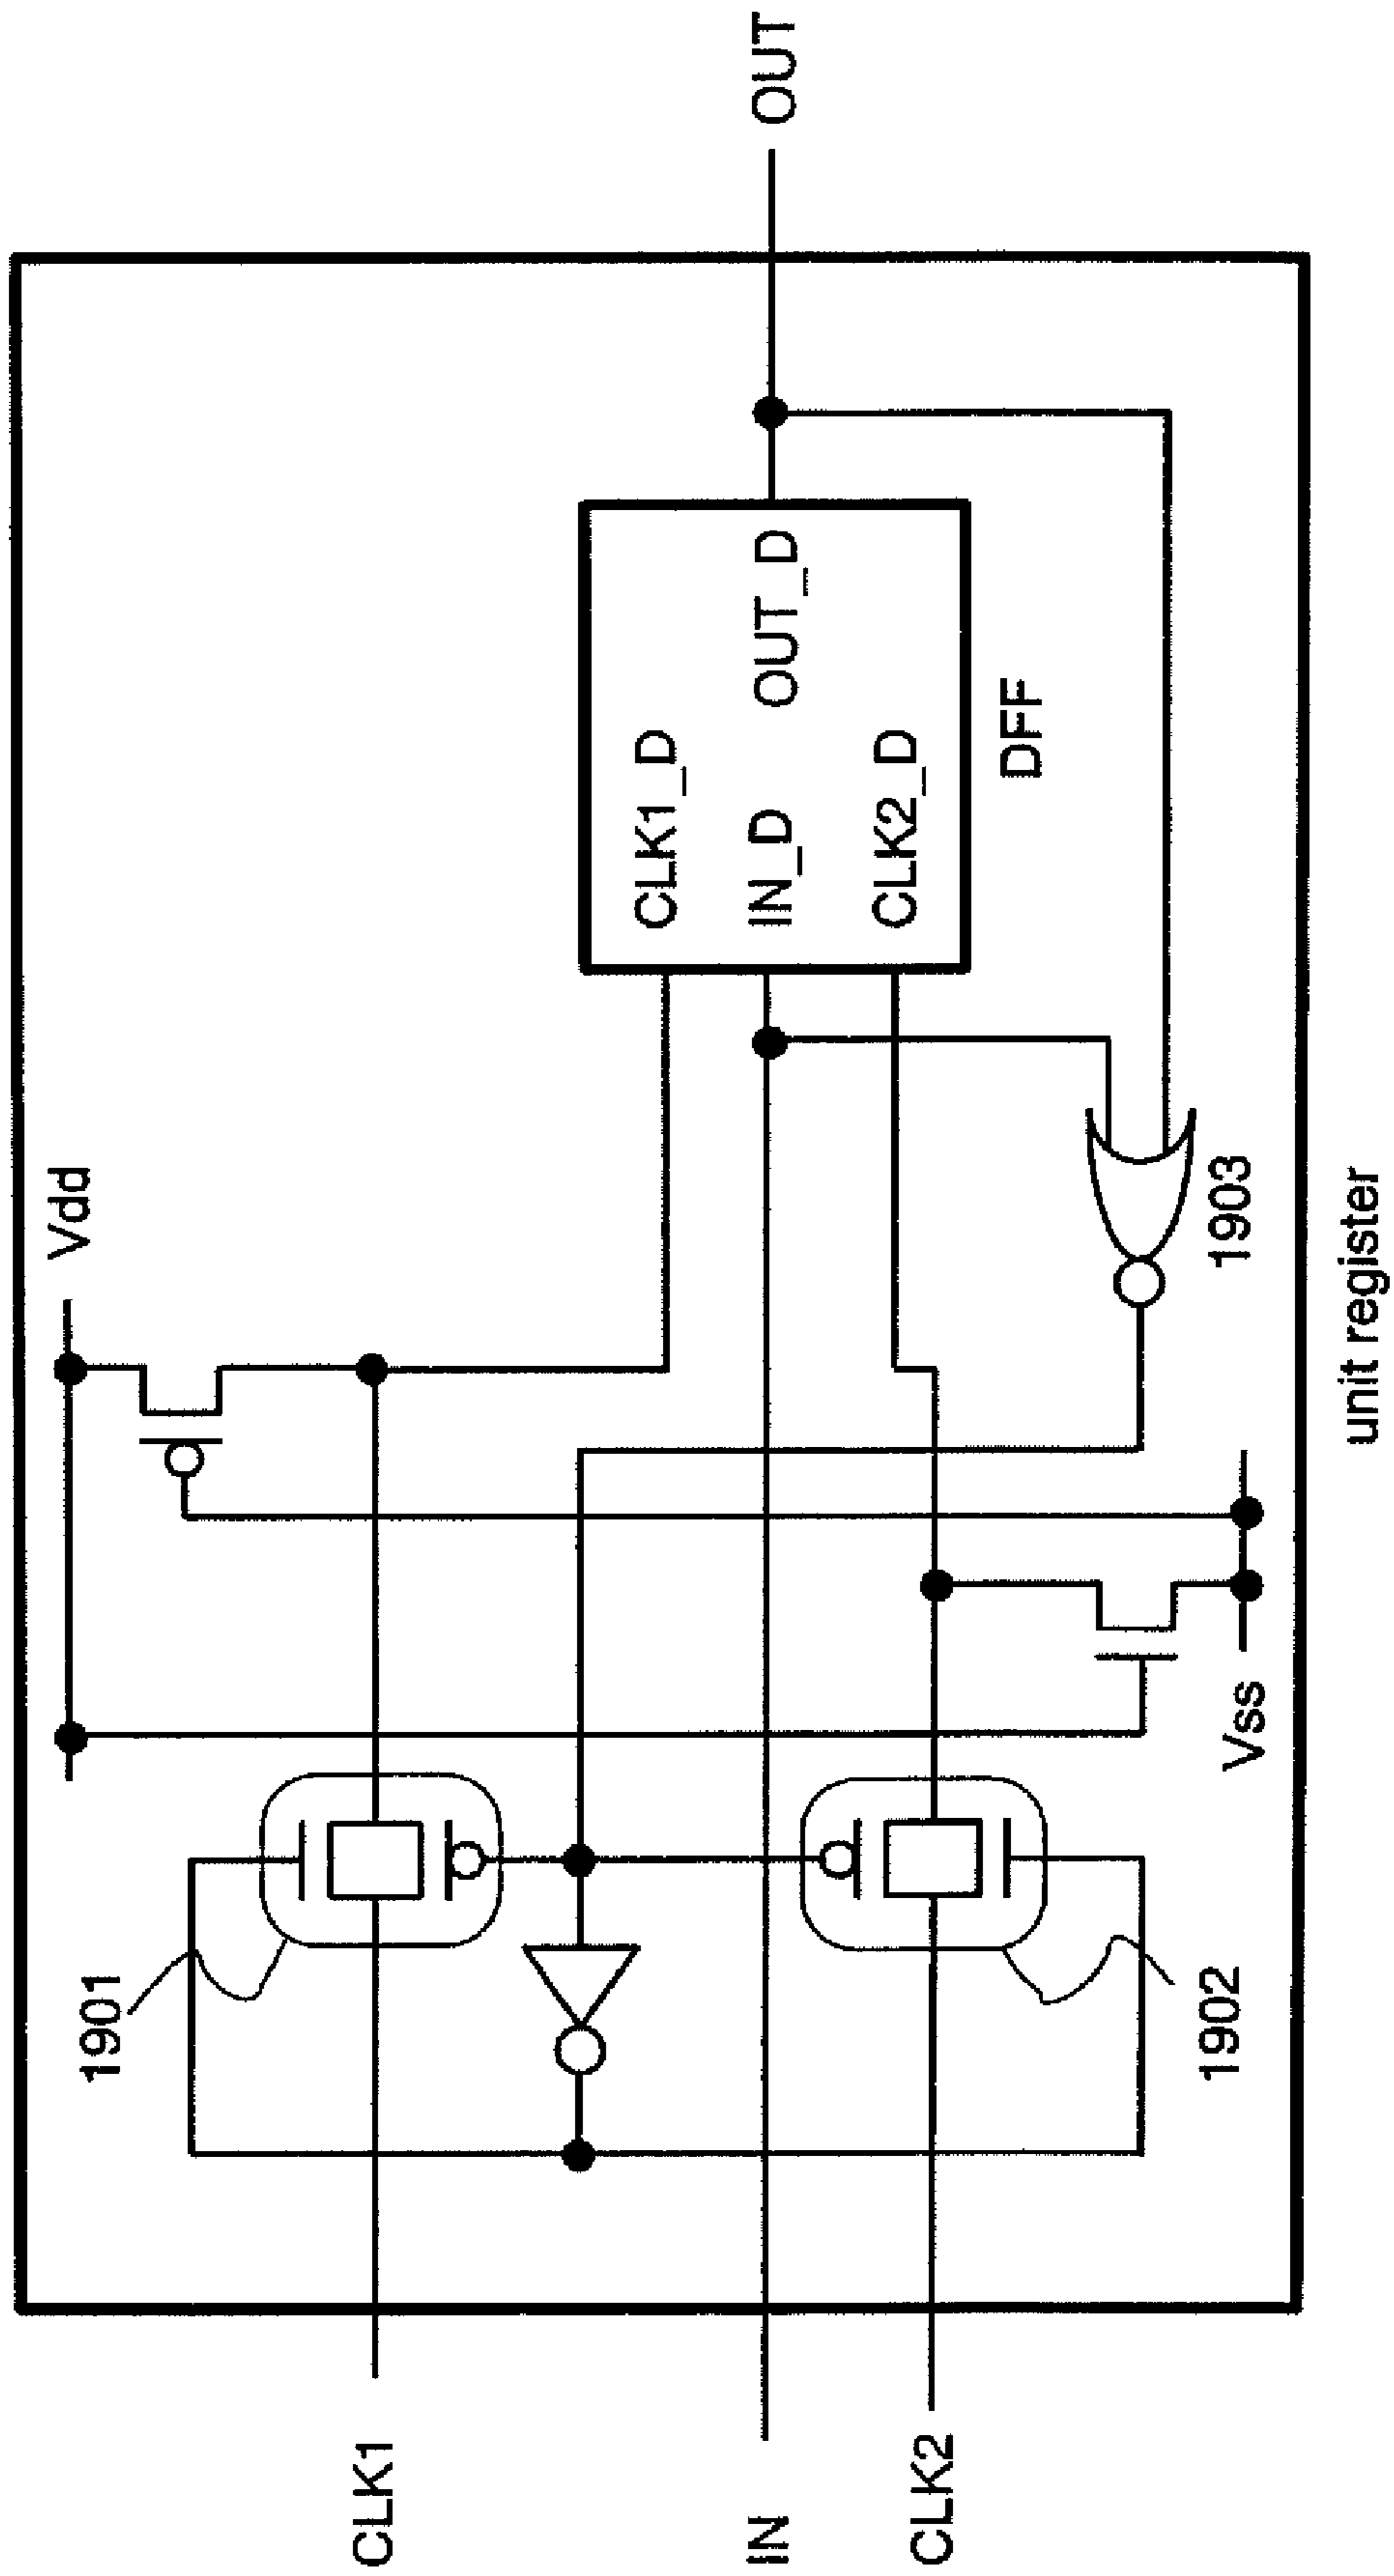 Vdd
1901
CLK1
CLK1_D
IN
IN_D
OUT_D
OUT
CLK2
CLK2_D
DFF
1902
Vss
1903
unit register